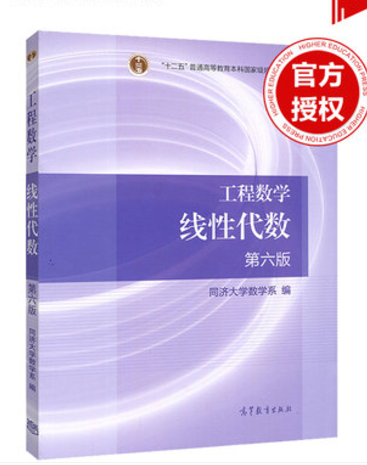 "十二五"普通高等教育本科国家级规
HIGHER EDUCATION PRESS
官方
授权
工程数学
线性代数
第六版
同济大学数学系 编
高等教育出版社
工程数学 线性代数 第六版 同济大学数学系 编